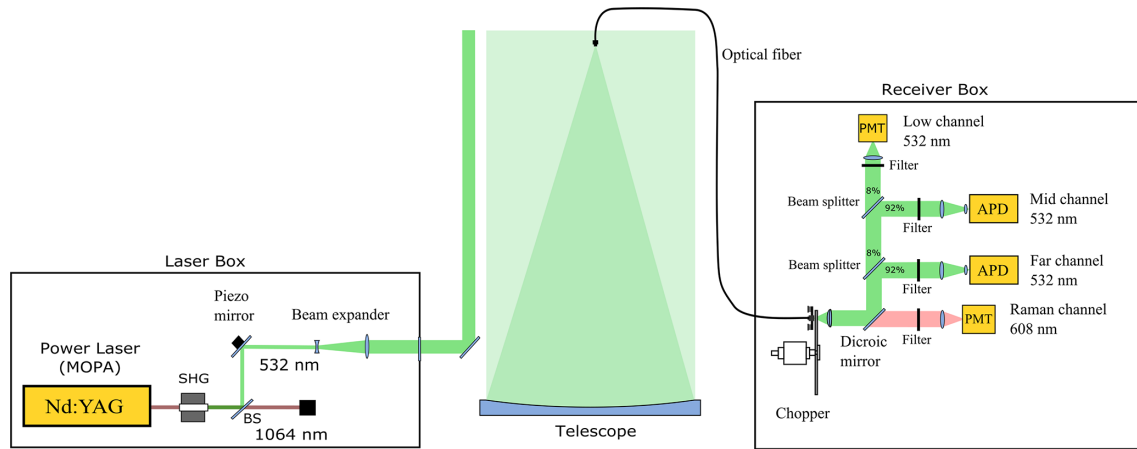 Laser Box
Piezo
mirror
Beam expander
Power Laser
(MOPA)
SHG
532 nm
Nd:YAG
BS
1064 nm
Telescope
Optical fiber
Receiver Box
PMT
Low channel
532 nm
Filter
8%
Beam splitter
92%
APD
Mid channel
532 nm
Filter
8%
Beam splitter
92%
APD
Far channel
532 nm
Filter
PMT
Raman channel
608 nm
Filter
Dicroic
mirror
Chopper